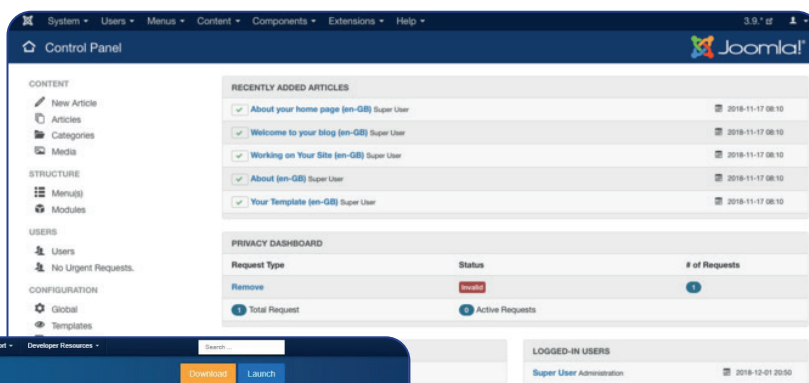 System Users Menus Content Components Extensions Help 3.9.*
Control Panel Joomla!
CONTENT
New Article
Articles
Categories
Media
STRUCTURE
Menu(s)
Modules
USERS
Users
No Urgent Requests.
CONFIGURATION
Global
Templates
RECENTLY ADDED ARTICLES
About your home page (en-GB) Super User 2018-11-17 08:10
Welcome to your blog (en-GB) Super User 2018-11-17 08:10
Working on Your Site (en-GB) Super User 2018-11-17 08:10
About (en-GB) Super User 2018-11-17 08:10
Your Template (en-GB) Super User 2018-11-17 08:10
PRIVACY DASHBOARD
Request Type Status # of Requests
Remove Invalid 1
1 Total Request 0 Active Requests
LOGGED-IN USERS
Super User Administration 2018-12-01 20:50
Developer Resources Search ...
Download Launch